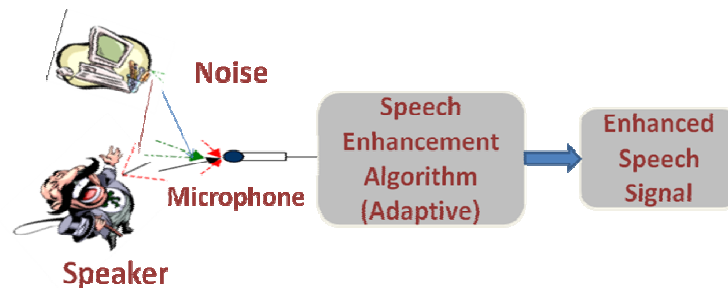 Noise
Microphone
Speaker
Speech
Enhancement
Algorithm
(Adaptive)
Enhanced
Speech
Signal